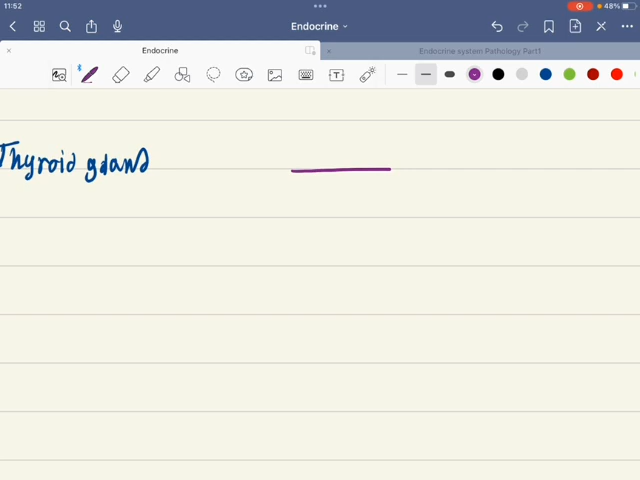 11:52
48%
Endocrine
Endocrine
Endocrine system Pathology Part1
T
Thyroid gland